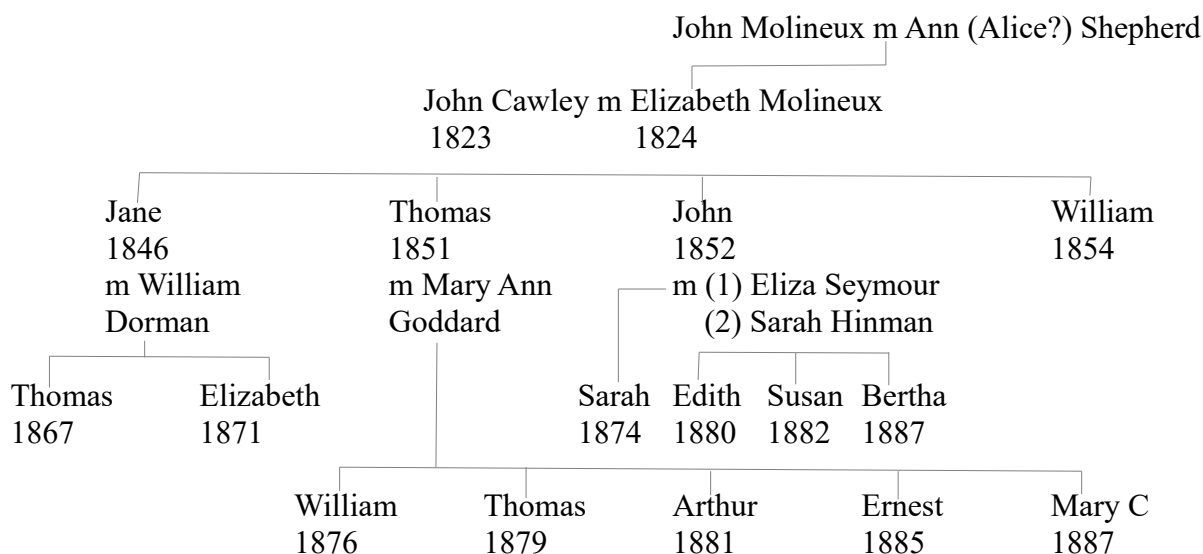 John Molineux m Ann (Alice?) Shepherd
John Cawley m Elizabeth Molineux
1823 1824
Jane Thomas John William
1846 1851 1852 1854
m William m Mary Ann m (1) Eliza Seymour
Dorman Goddard (2) Sarah Hinman
Thomas Elizabeth Sarah Edith Susan Bertha
1867 1871 1874 1880 1882 1887
William Thomas Arthur Ernest Mary C
1876 1879 1881 1885 1887